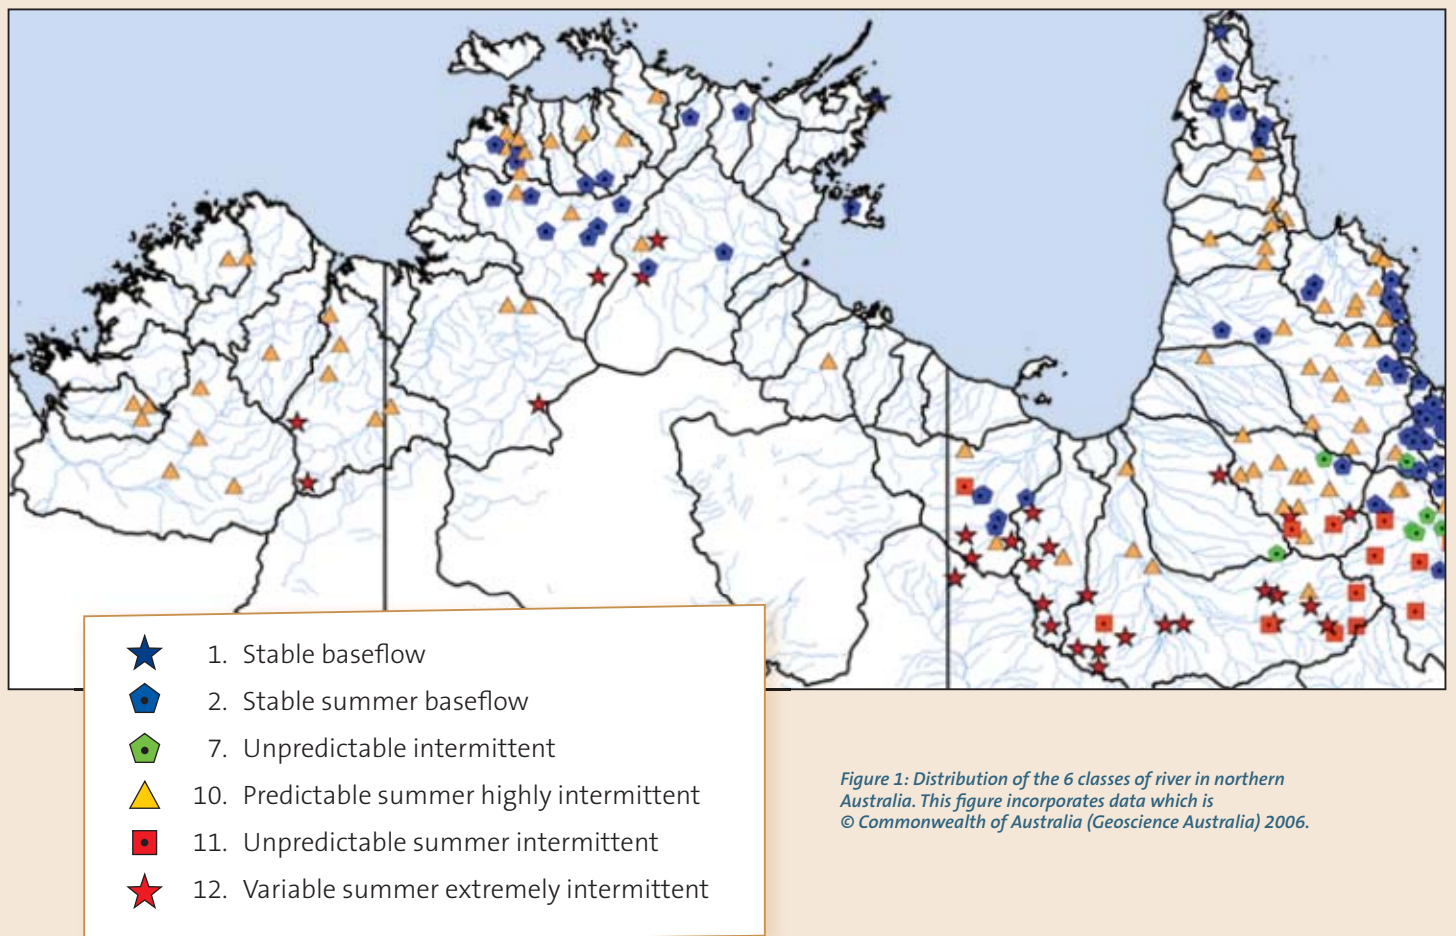 1. Stable baseflow
2. Stable summer baseflow
7. Unpredictable intermittent
10. Predictable summer highly intermittent
11. Unpredictable summer intermittent
12. Variable summer extremely intermittent
Figure 1: Distribution of the 6 classes of river in northern
Australia. This figure incorporates data which is
© Commonwealth of Australia (Geoscience Australia) 2006.